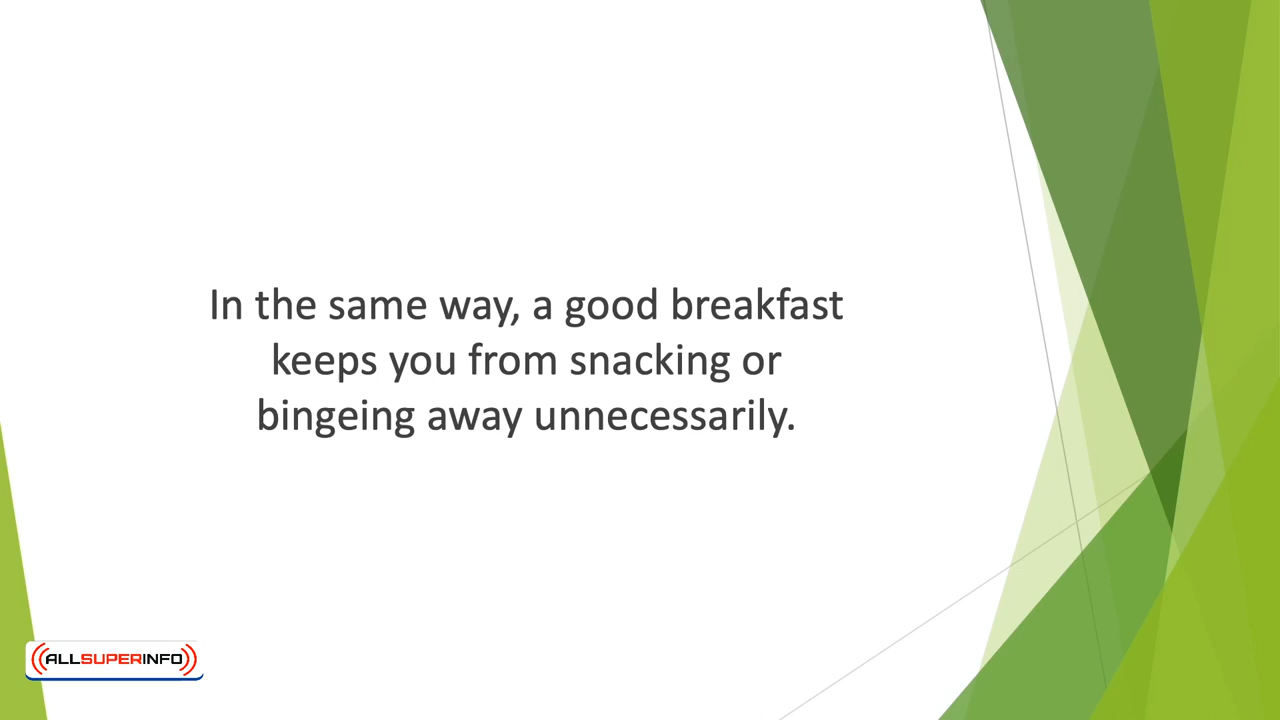 In the same way, a good breakfast
keeps you from snacking or
bingeing away unnecessarily.
ALLSUPERINFO